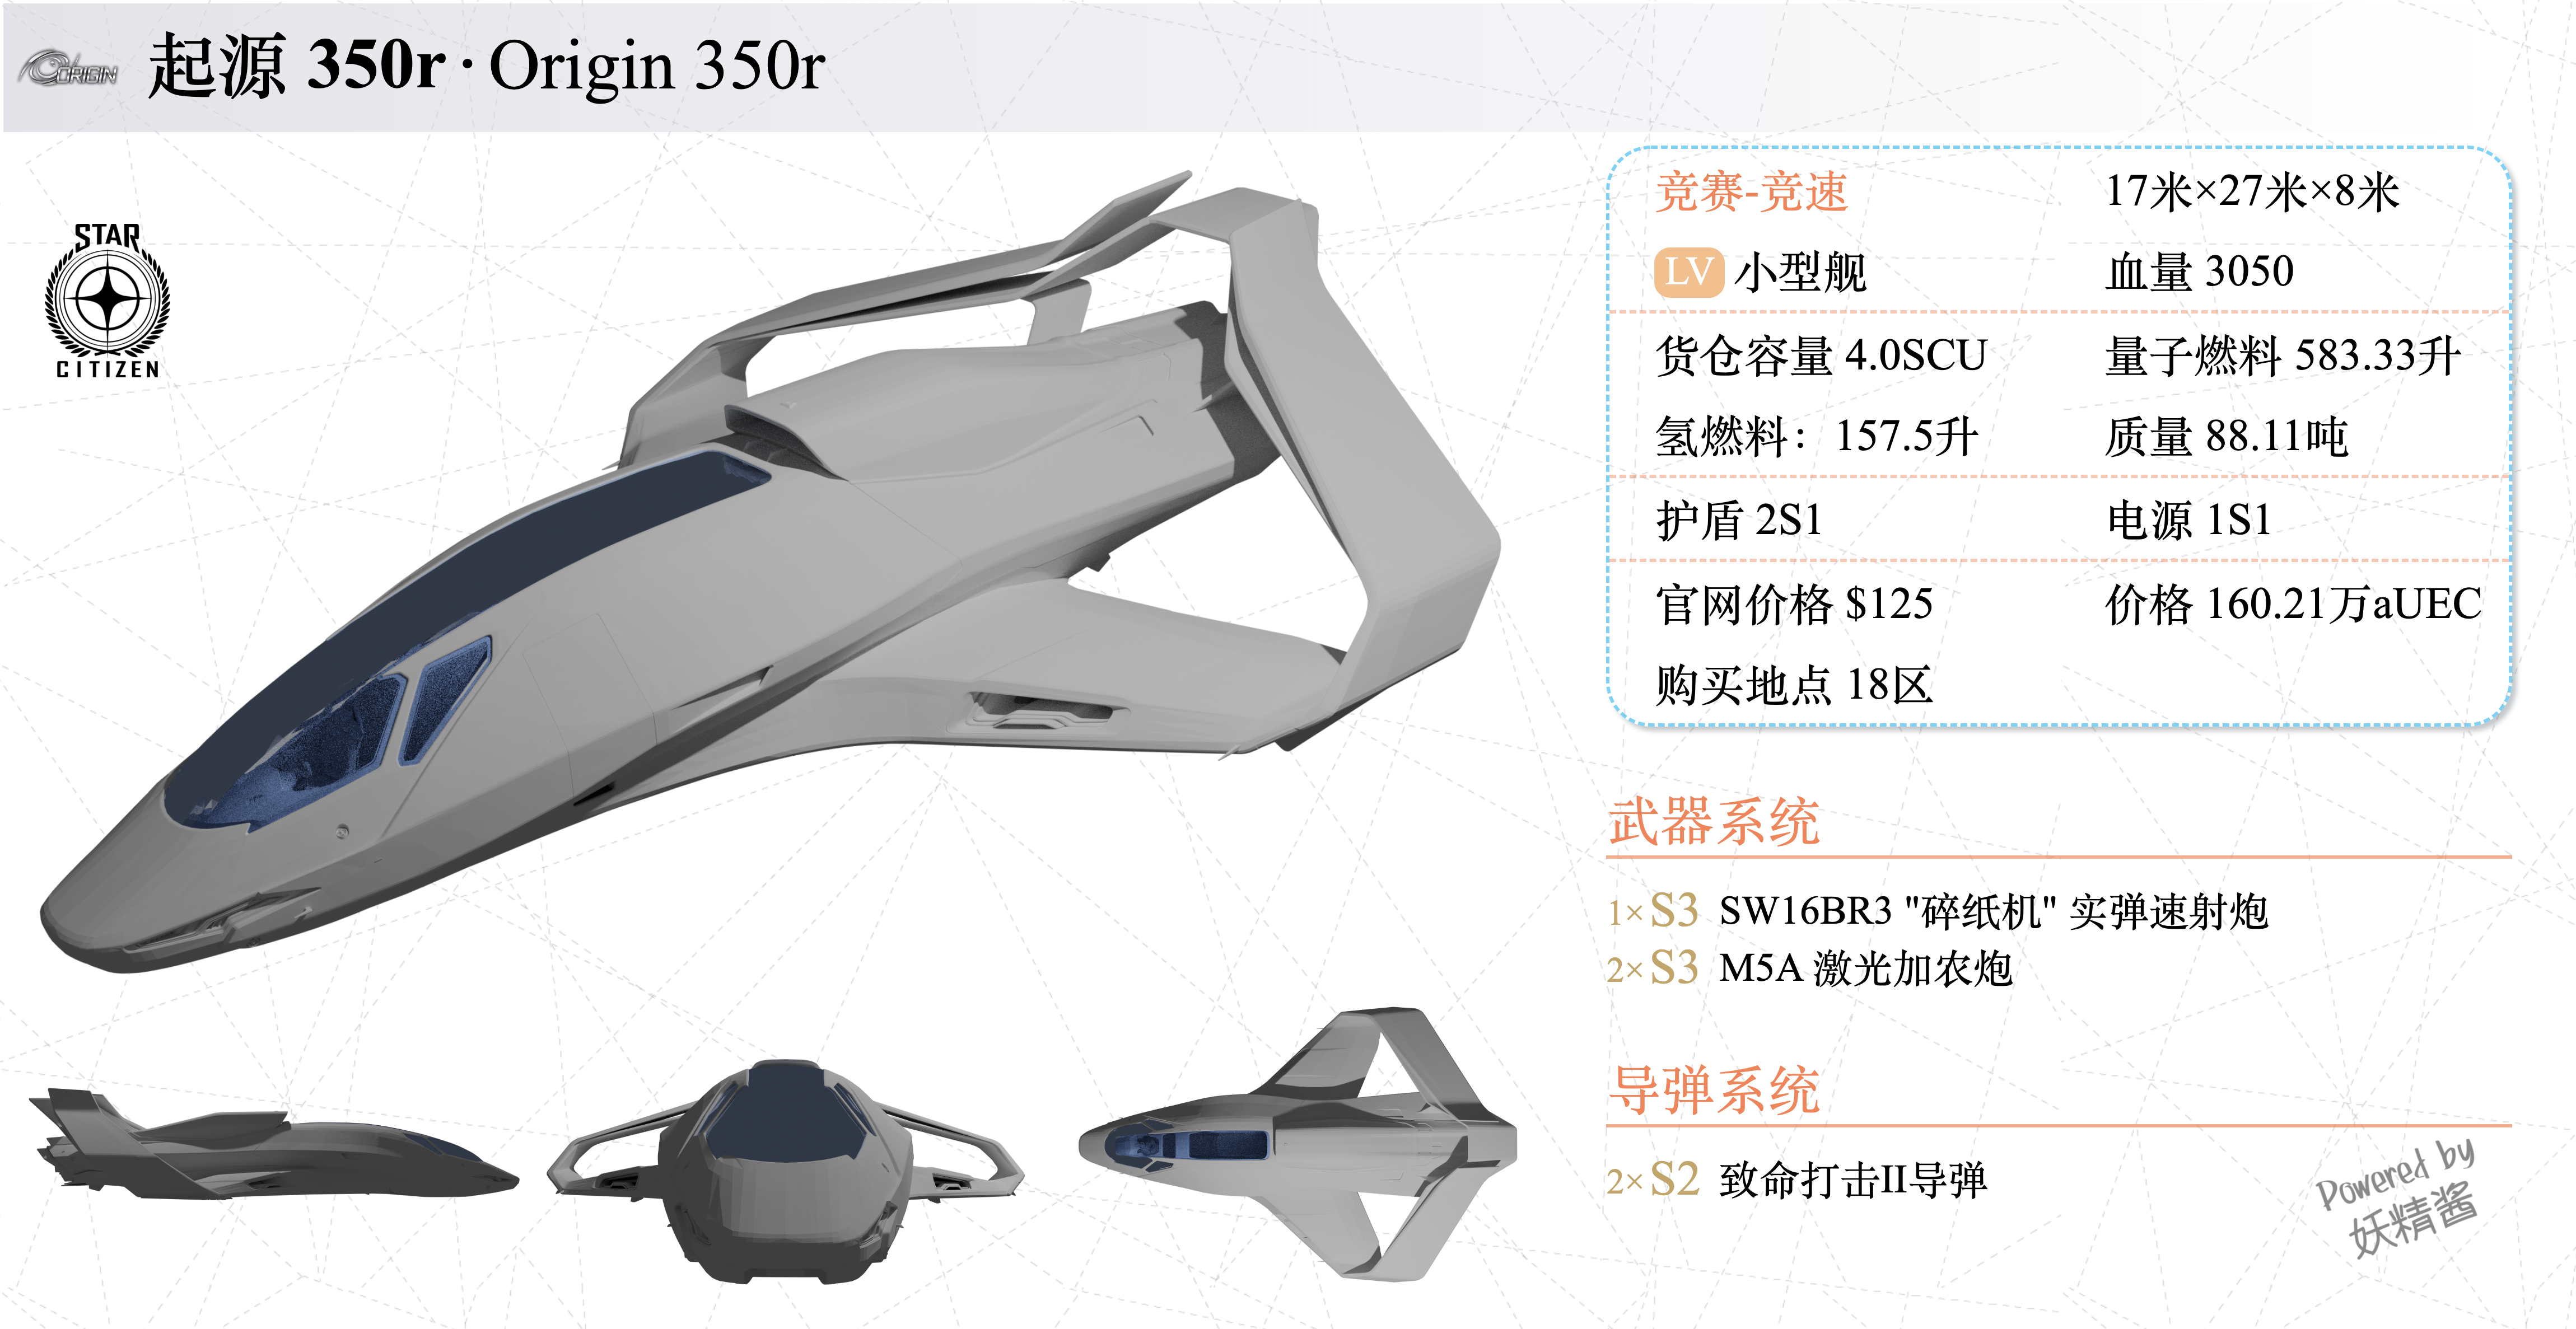 ORIGIN
起源 350r · Origin 350r
STAR
CITIZEN
竞赛-竞速 17米×27米×8米
LV 小型舰 血量 3050
货仓容量 4.0SCU 量子燃料 583.33升
氢燃料：157.5升 质量 88.11吨
护盾 2S1 电源 1S1
官网价格 $125 价格 160.21万aUEC
购买地点 18区
武器系统
1× S3 SW16BR3 "碎纸机" 实弹速射炮
2× S3 M5A 激光加农炮
导弹系统
2× S2 致命打击II导弹
Powered by
妖精酱